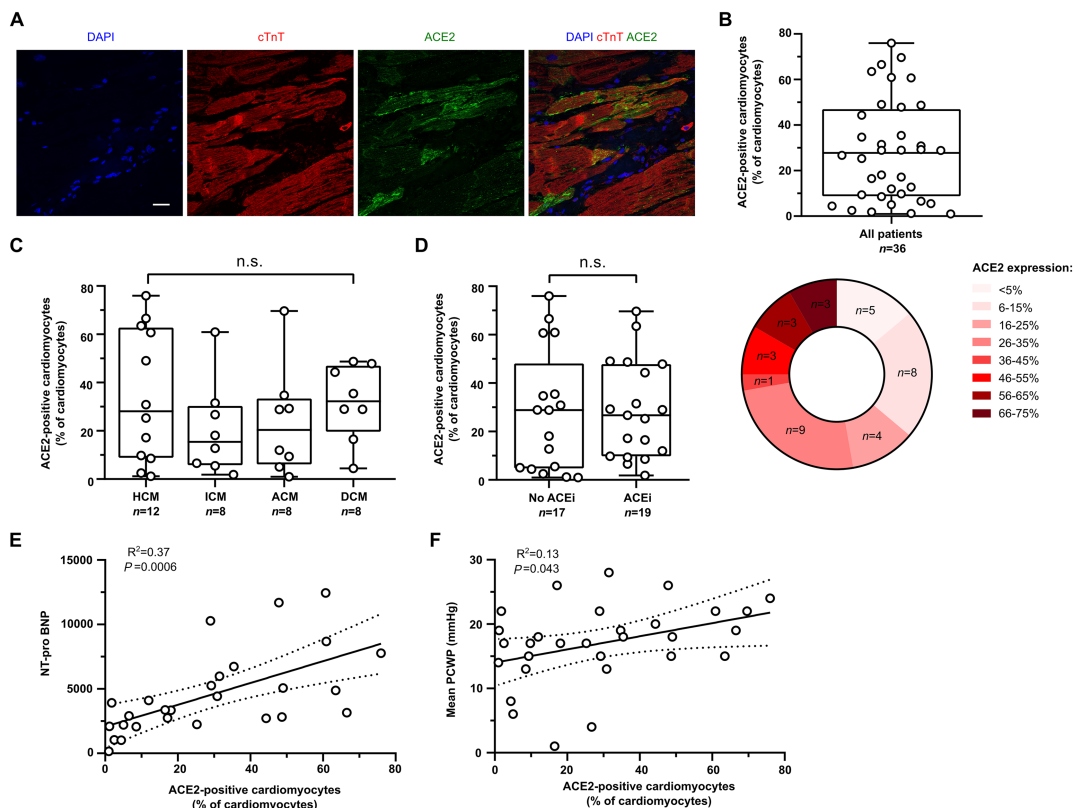 A
DAPI
cTnT
ACE2
DAPI cTnT ACE2
B
ACE2-positive cardiomyocytes
(% of cardiomyocytes)
80
60
40
20
0
All patients
n=36
C
n.s.
ACE2-positive cardiomyocytes
(% of cardiomyocytes)
80
60
40
20
0
HCM
n=12
ICM
n=8
ACM
n=8
DCM
n=8
D
n.s.
ACE2-positive cardiomyocytes
(% of cardiomyocytes)
80
60
40
20
0
No ACEi
n=17
ACEi
n=19
n=5
n=8
n=4
n=9
n=1
n=3
n=3
n=3
ACE2 expression:
<5%
6-15%
16-25%
26-35%
36-45%
46-55%
56-65%
66-75%
E
R²=0.37
P=0.0006
NT-pro BNP
15000
10000
5000
0
0 20 40 60 80
ACE2-positive cardiomyocytes
(% of cardiomyocytes)
F
R²=0.13
P=0.043
Mean PCWP (mmHg)
30
20
10
0
0 20 40 60 80
ACE2-positive cardiomyocytes
(% of cardiomyocytes)